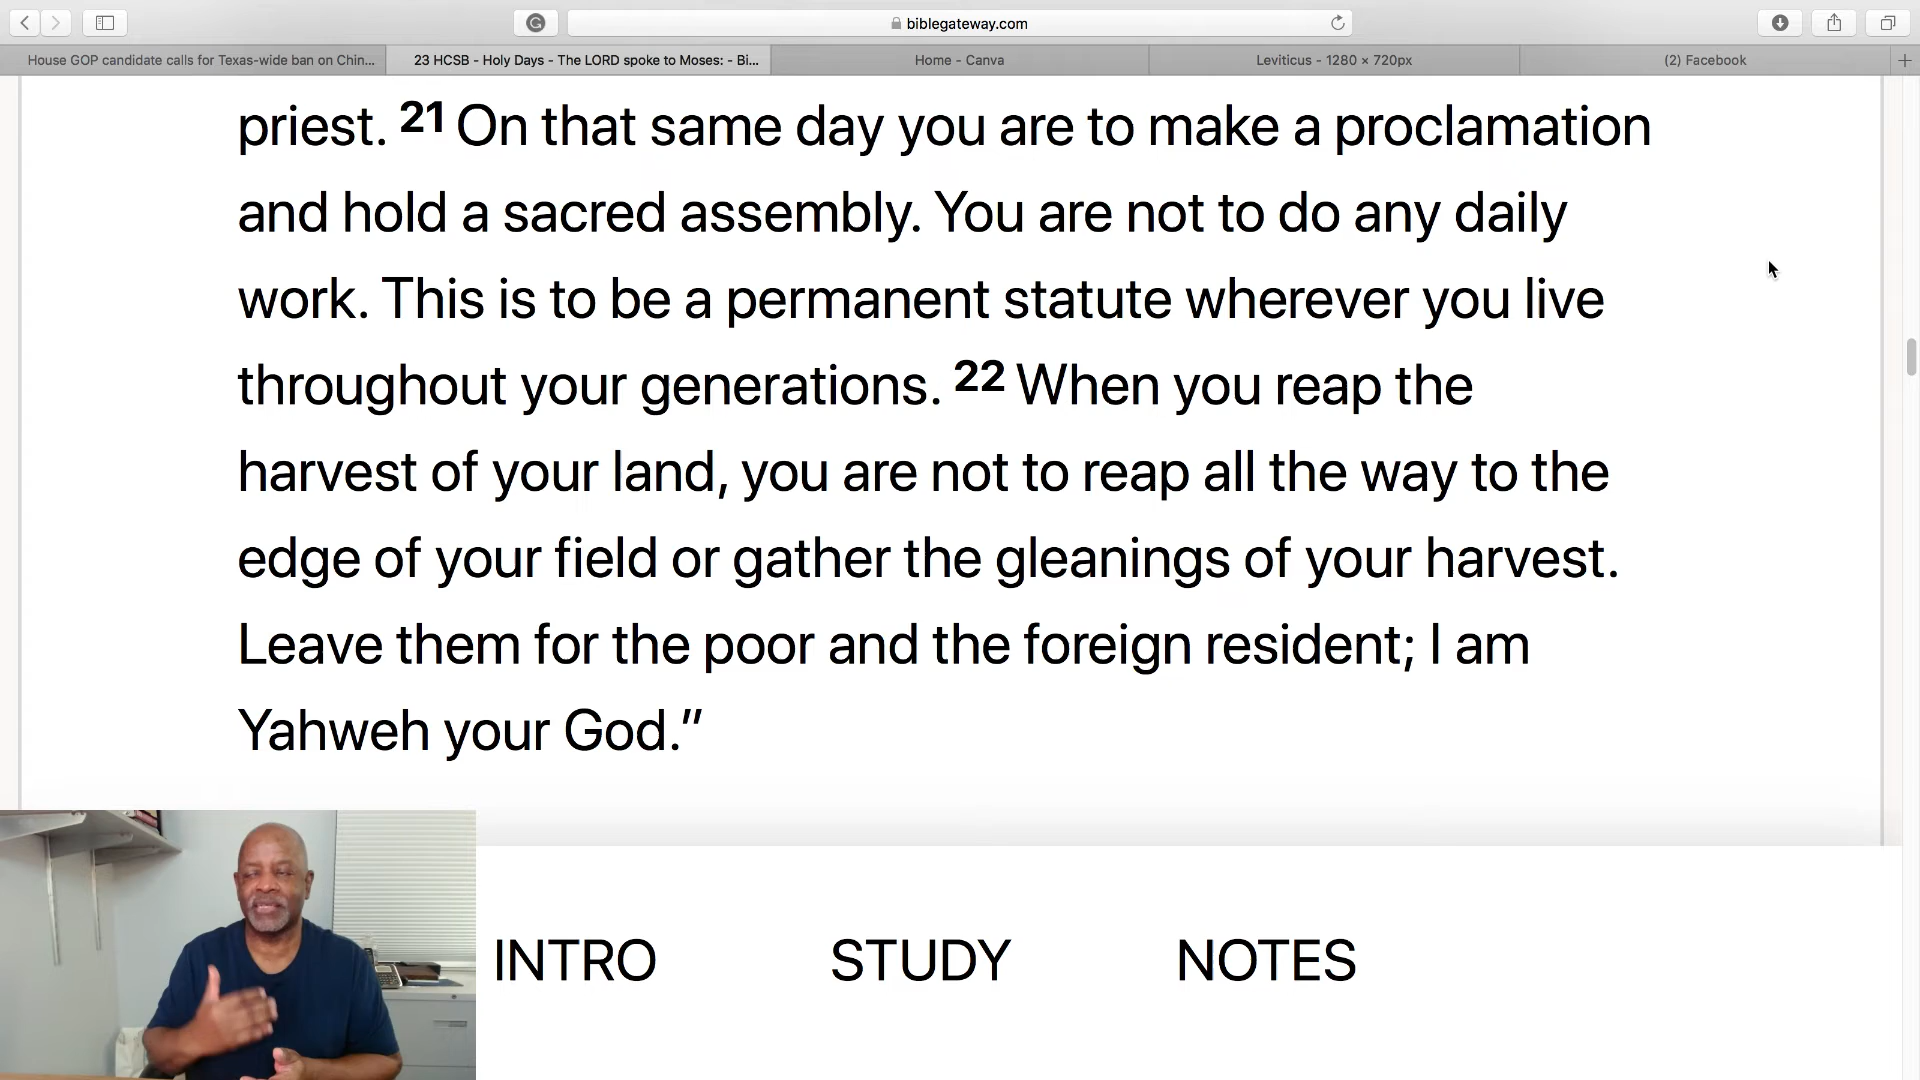 biblegateway.com
House GOP candidate calls for Texas-wide ban on Chin...
23 HCSB - Holy Days - The LORD spoke to Moses: - Bi...
Home - Canva
Leviticus - 1280 × 720px
(2) Facebook
priest. 21 On that same day you are to make a proclamation
and hold a sacred assembly. You are not to do any daily
work. This is to be a permanent statute wherever you live
throughout your generations. 22 When you reap the
harvest of your land, you are not to reap all the way to the
edge of your field or gather the gleanings of your harvest.
Leave them for the poor and the foreign resident; I am
Yahweh your God.”
INTRO STUDY NOTES